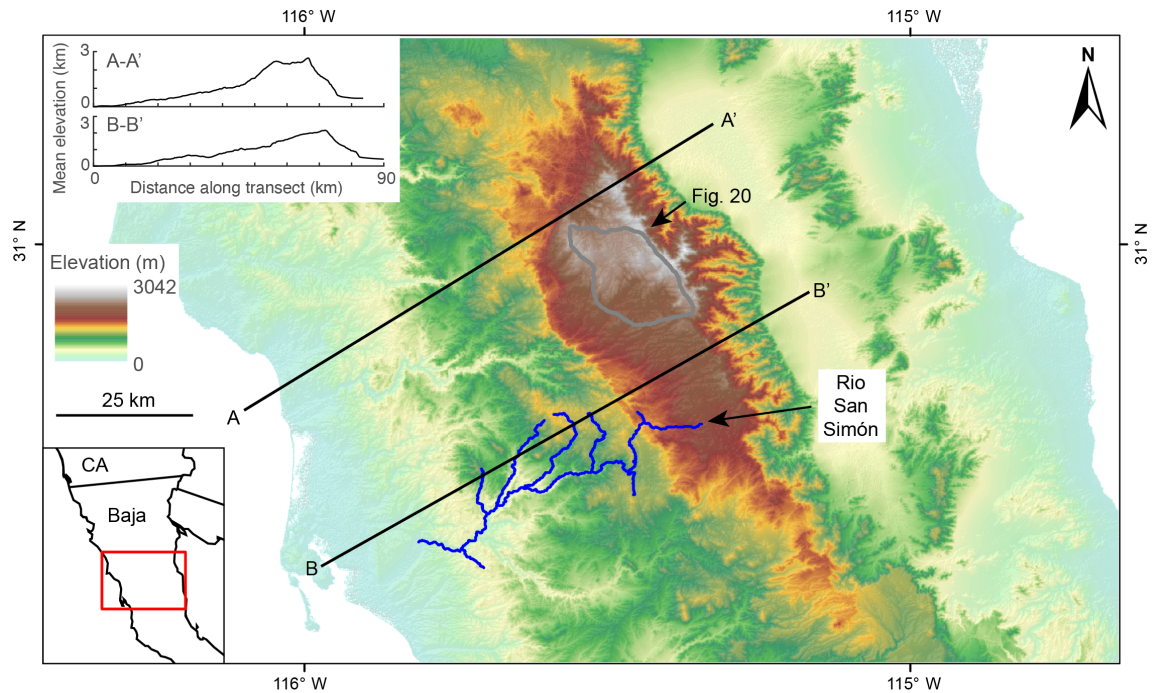 116° W
115° W
3
A-A’
0
3
B-B’
0
Mean elevation (km)
0
90
Distance along transect (km)
N
A’
Fig. 20
31° N
31° N
Elevation (m)
3042
0
B’
25 km
A
Rio
San
Simón
CA
Baja
B
116° W
115° W